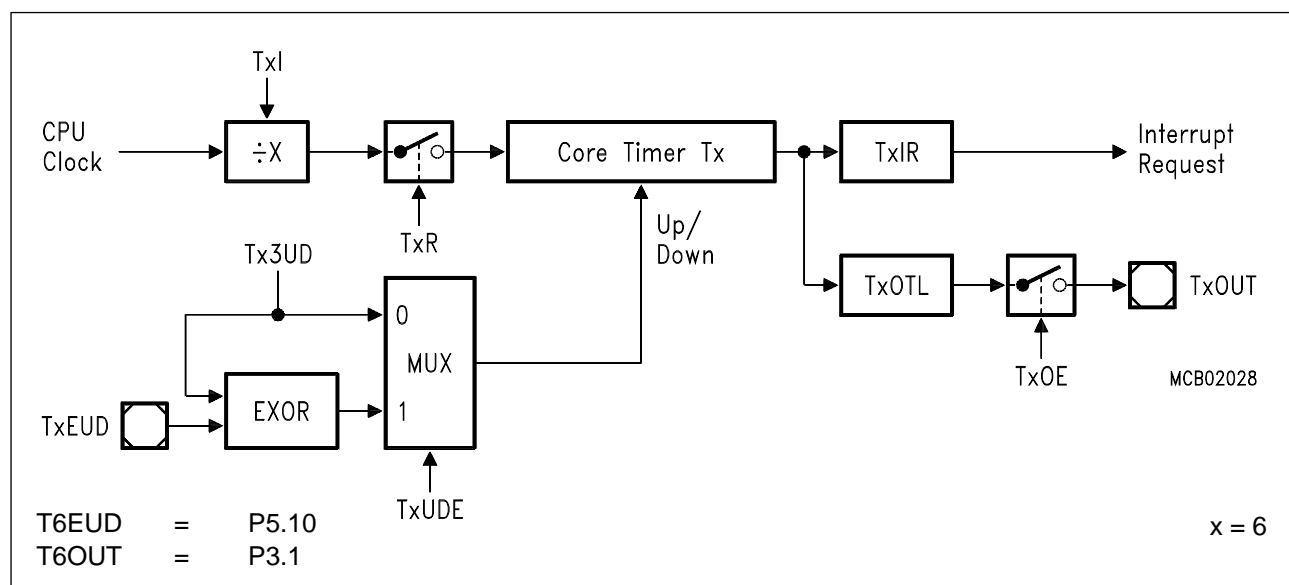 TxI
CPU
Clock
÷X
Core Timer Tx
TxIR
Interrupt
Request
TxR
Up/
Down
Tx3UD
0
MUX
1
TxOTL
TxOUT
TxOE
MCB02028
EXOR
TxEUD
TxUDE
T6EUD = P5.10
T6OUT = P3.1
x = 6